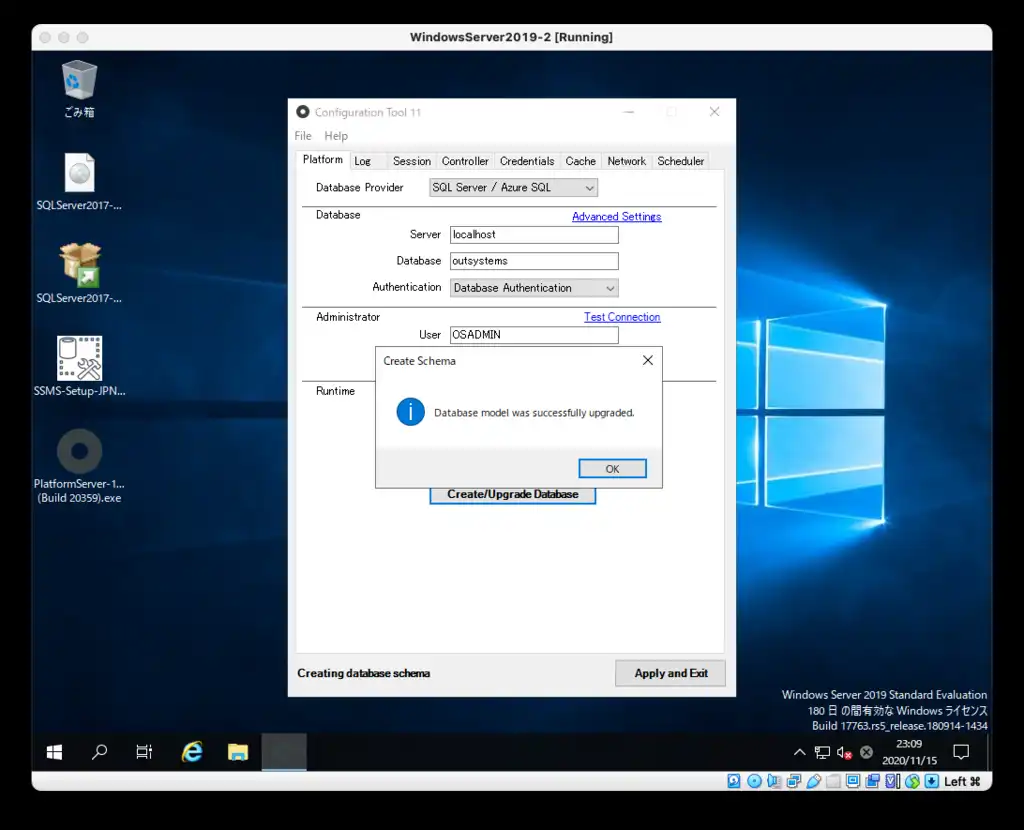 WindowsServer2019-2 [Running]
ごみ箱
SQLServer2017-...
SQLServer2017-...
SSMS-Setup-JPN...
PlatformServer-1...
(Build 20359).exe
Configuration Tool 11
File Help
Platform Log Session Controller Credentials Cache Network Scheduler
Database Provider SQL Server / Azure SQL
Database Advanced Settings
Server localhost
Database outsystems
Authentication Database Authentication
Administrator Test Connection
User OSADMIN
Runtime
Create Schema
Database model was successfully upgraded.
OK
Create/Upgrade Database
Creating database schema Apply and Exit
Windows Server 2019 Standard Evaluation
180 日 の間有効な Windows ライセンス
Build 17763.rs5_release.180914-1434
23:09
2020/11/15
Left ⌘